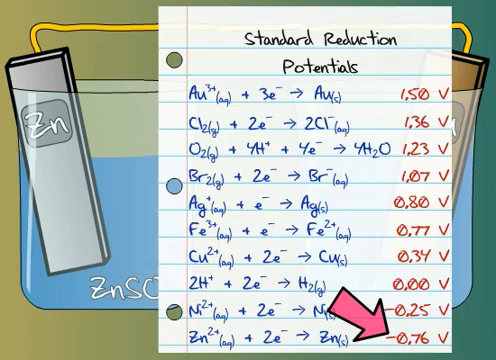 Standard Reduction
Potentials
Au³⁺(aq) + 3e⁻ → Au(s) 1,50 V
Cl₂(g) + 2e⁻ → 2Cl⁻(aq) 1,36 V
O₂(g) + 4H⁺ + 4e⁻ → 4H₂O 1,23 V
Br₂(g) + 2e⁻ → Br⁻(aq) 1,07 V
Ag⁺(aq) + e⁻ → Ag(s) 0,80 V
Fe³⁺(aq) + e⁻ → Fe²⁺(aq) 0,77 V
Cu²⁺(aq) + 2e⁻ → Cu(s) 0,34 V
2H⁺ + 2e⁻ → H₂(g) 0,00 V
Ni²⁺(aq) + 2e⁻ → Ni(s) -0,25 V
Zn²⁺(aq) + 2e⁻ → Zn(s) -0,76 V
Zn
ZnSO